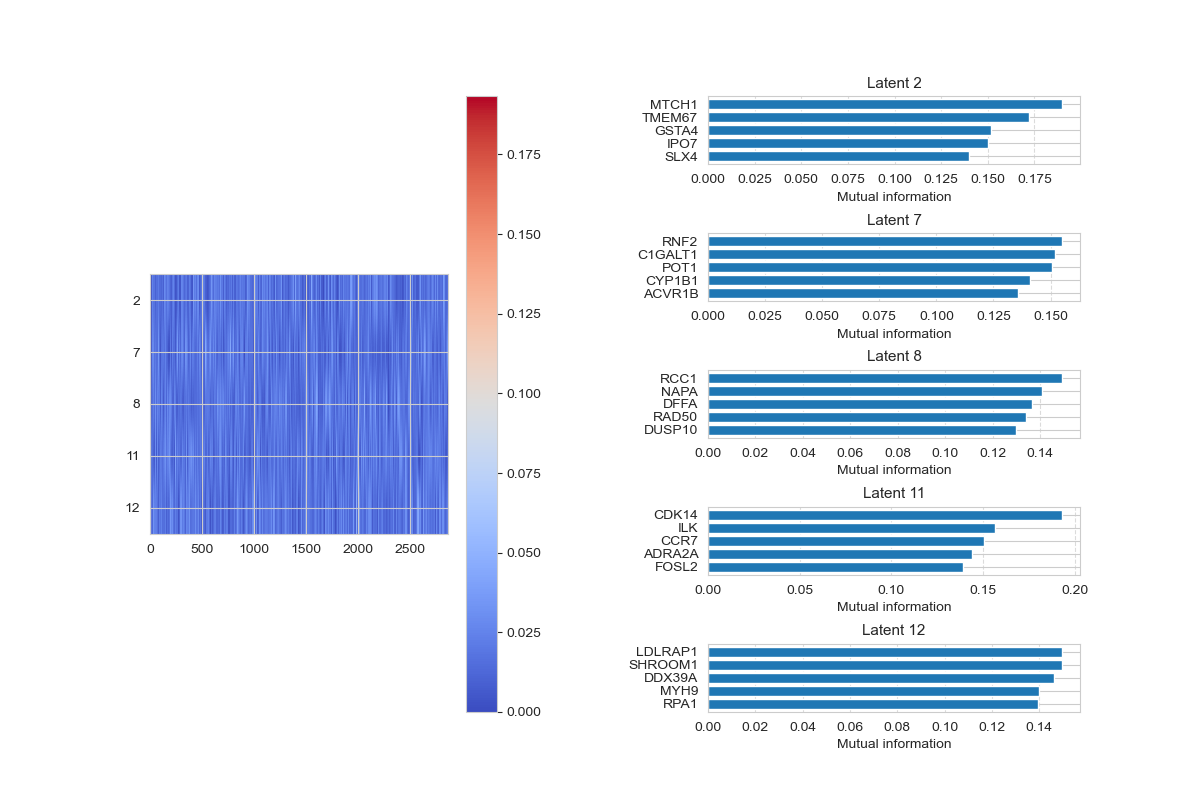 2
7
8
11
12
0 500 1000 1500 2000 2500
0.175
0.150
0.125
0.100
0.075
0.050
0.025
0.000
Latent 2
MTCH1
TMEM67
GSTA4
IPO7
SLX4
0.000 0.025 0.050 0.075 0.100 0.125 0.150 0.175
Mutual information
Latent 7
RNF2
C1GALT1
POT1
CYP1B1
ACVR1B
0.000 0.025 0.050 0.075 0.100 0.125 0.150
Mutual information
Latent 8
RCC1
NAPA
DFFA
RAD50
DUSP10
0.00 0.02 0.04 0.06 0.08 0.10 0.12 0.14
Mutual information
Latent 11
CDK14
ILK
CCR7
ADRA2A
FOSL2
0.00 0.05 0.10 0.15 0.20
Mutual information
Latent 12
LDLRAP1
SHROOM1
DDX39A
MYH9
RPA1
0.00 0.02 0.04 0.06 0.08 0.10 0.12 0.14
Mutual information